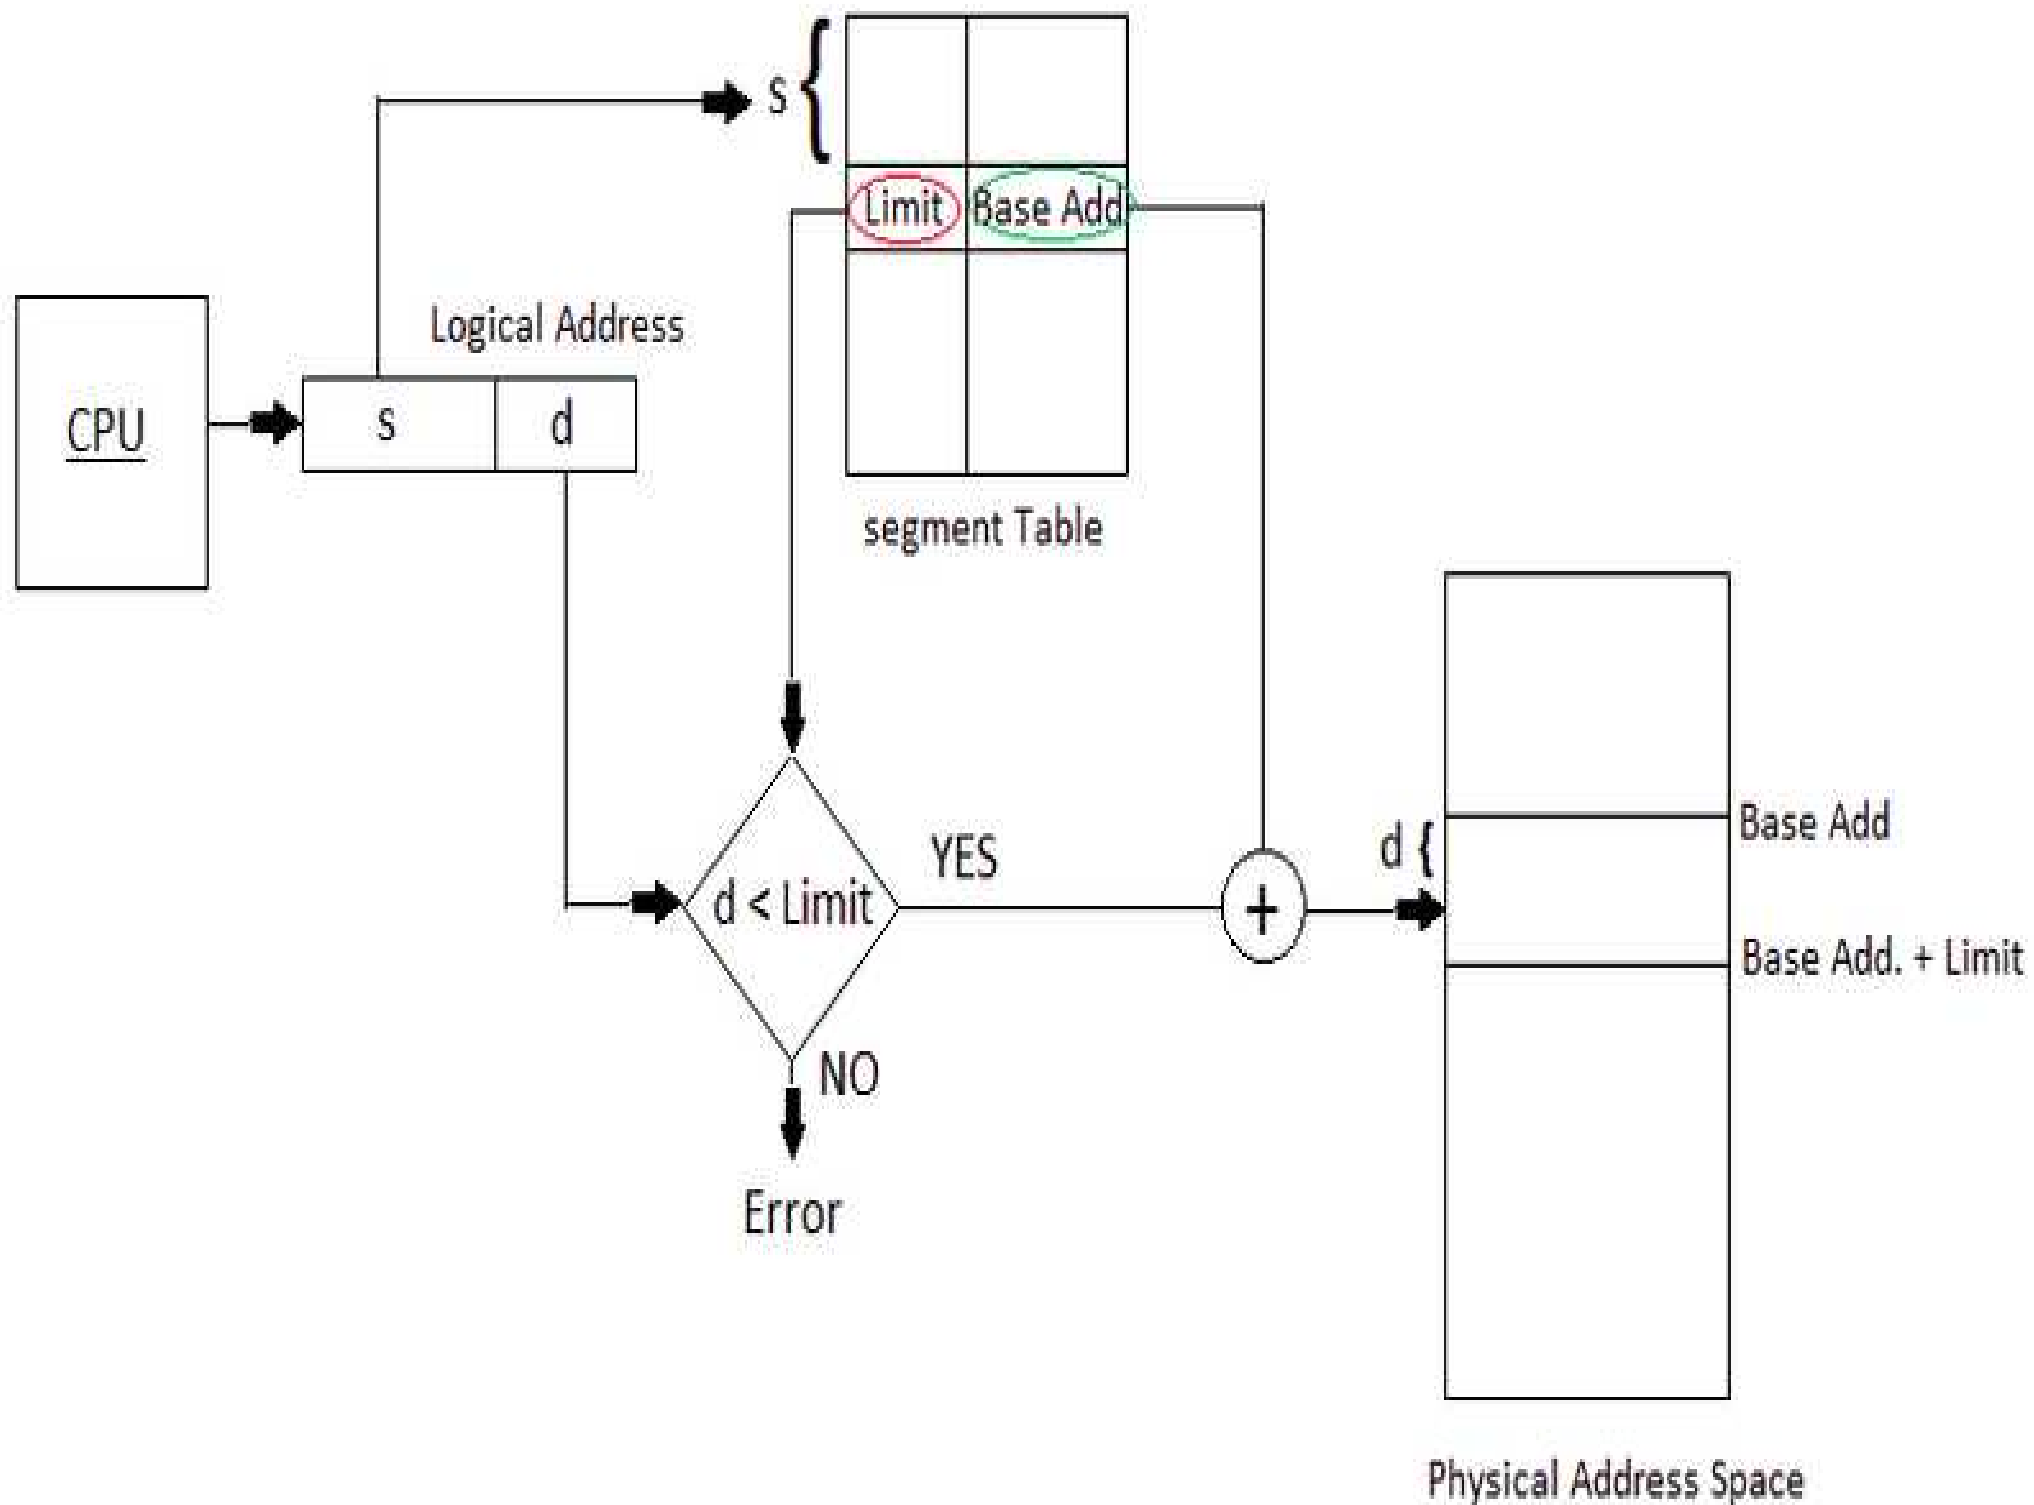 s {
Limit
Base Add
Logical Address
CPU
s
d
segment Table
Base Add
d {
YES
d < Limit
+
Base Add. + Limit
NO
Error
Physical Address Space